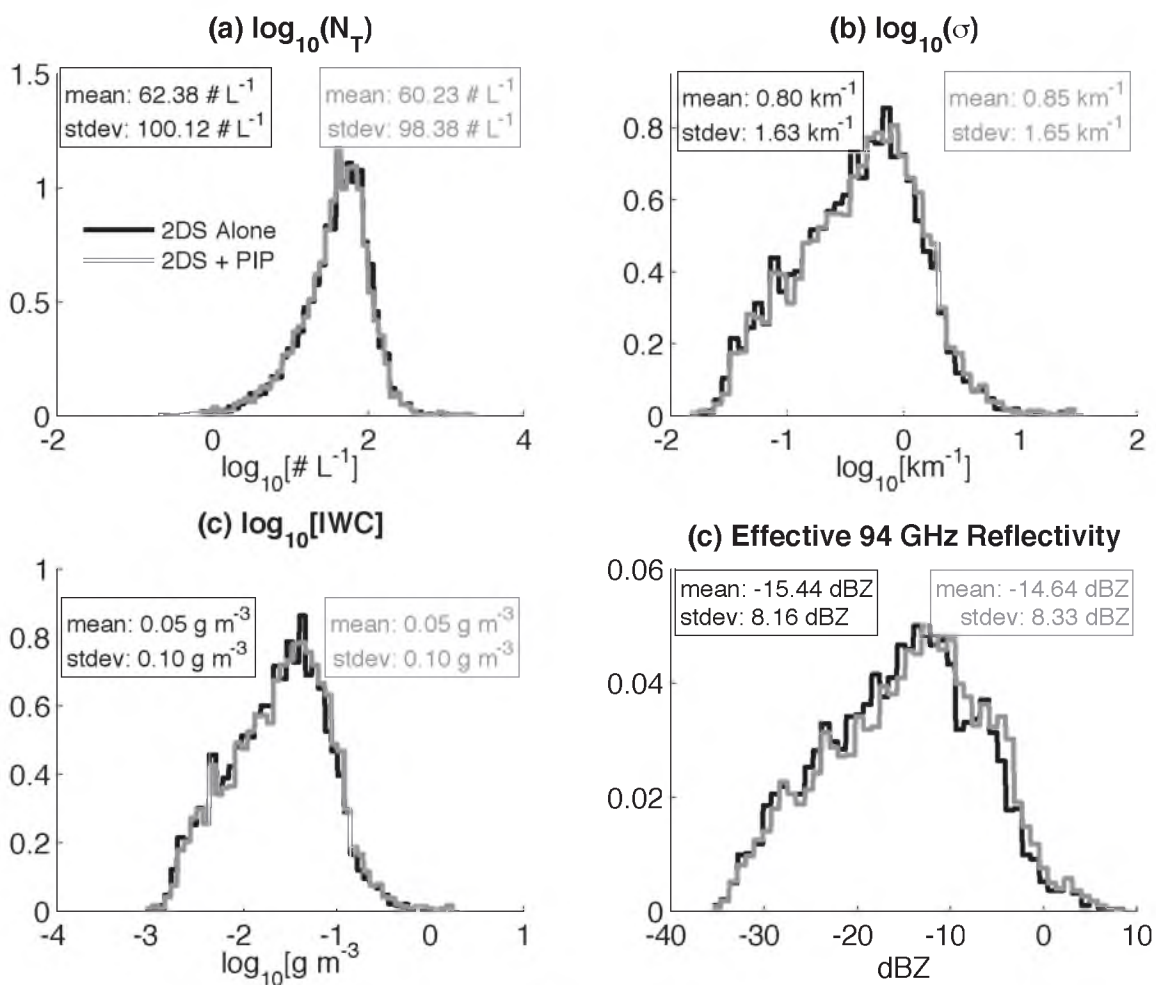 (a) log10(NT)
mean: 62.38 # L-1
stdev: 100.12 # L-1
mean: 60.23 # L-1
stdev: 98.38 # L-1
2DS Alone
2DS + PIP
1.5
1
0.5
0
-2
0
2
4
log10[# L-1]
(b) log10(σ)
mean: 0.80 km-1
stdev: 1.63 km-1
mean: 0.85 km-1
stdev: 1.65 km-1
0.8
0.6
0.4
0.2
0
-2
-1
0
1
2
log10[km-1]
(c) log10[IWC]
mean: 0.05 g m-3
stdev: 0.10 g m-3
mean: 0.05 g m-3
stdev: 0.10 g m-3
1
0.8
0.6
0.4
0.2
0
-3
-2
-1
0
1
log10[g m-3
(c) Effective 94 GHz Reflectivity
mean: -15.44 dBZ
stdev: 8.16 dBZ
mean: -14.64 dBZ
stdev: 8.33 dBZ
0.06
0.04
0.02
0
-40
-30
-20
-10
0
10
dBZ